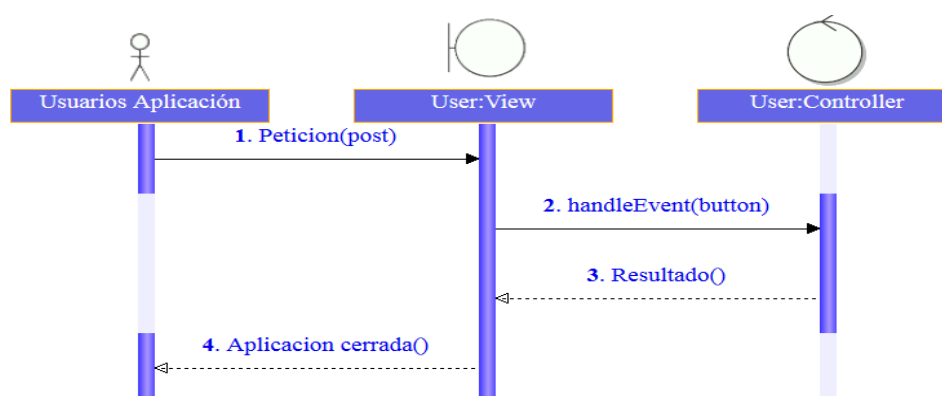 Usuarios Aplicación
User:View
User:Controller
1. Peticion(post)
2. handleEvent(button)
3. Resultado()
4. Aplicacion cerrada()